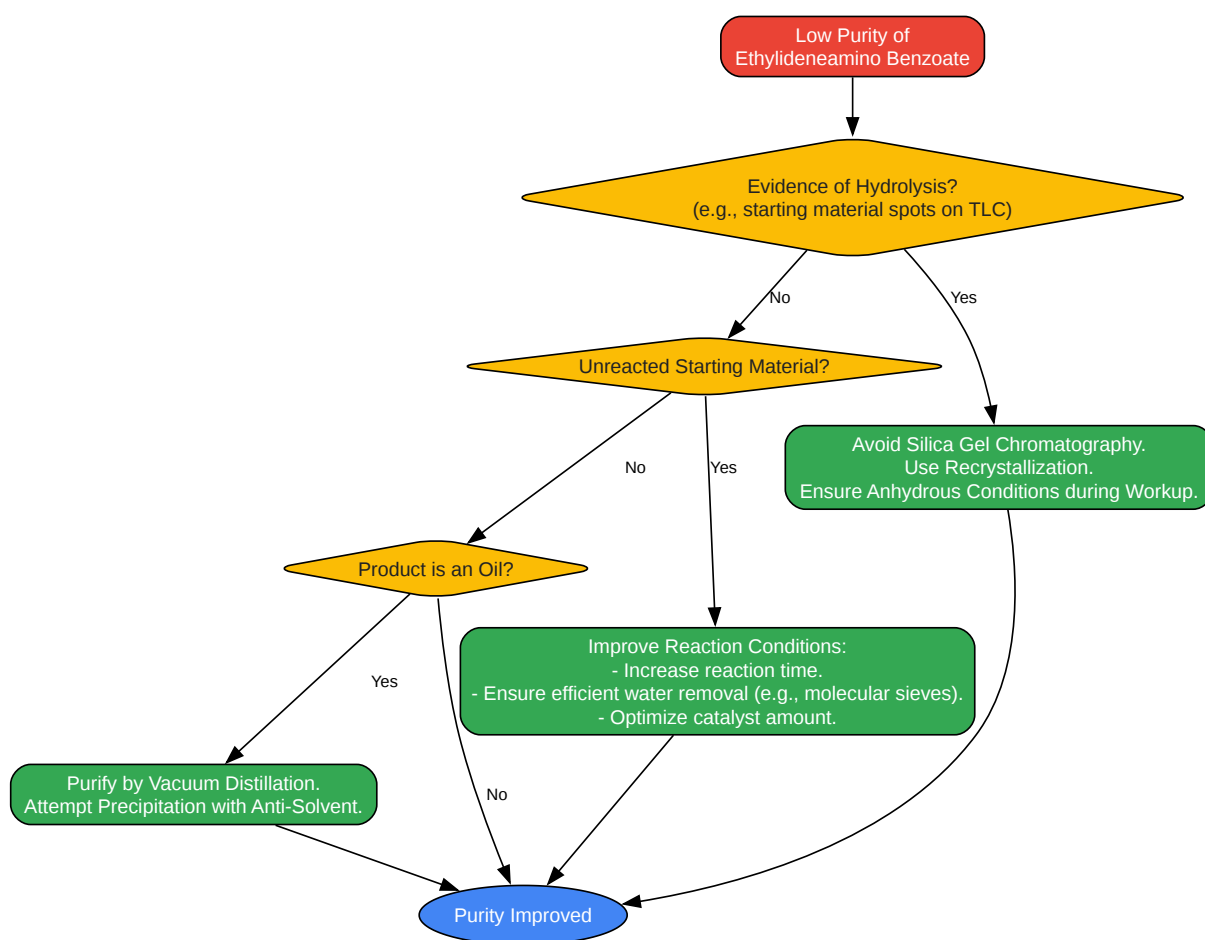 Low Purity of
Ethylideneamino Benzoate
Evidence of Hydrolysis?
(e.g., starting material spots on TLC)
No
Yes
Unreacted Starting Material?
Avoid Silica Gel Chromatography.
Use Recrystallization.
Ensure Anhydrous Conditions during Workup.
No
Yes
Product is an Oil?
Improve Reaction Conditions:
- Increase reaction time.
- Ensure efficient water removal (e.g., molecular sieves).
- Optimize catalyst amount.
Yes
No
Purify by Vacuum Distillation.
Attempt Precipitation with Anti-Solvent.
Purity Improved